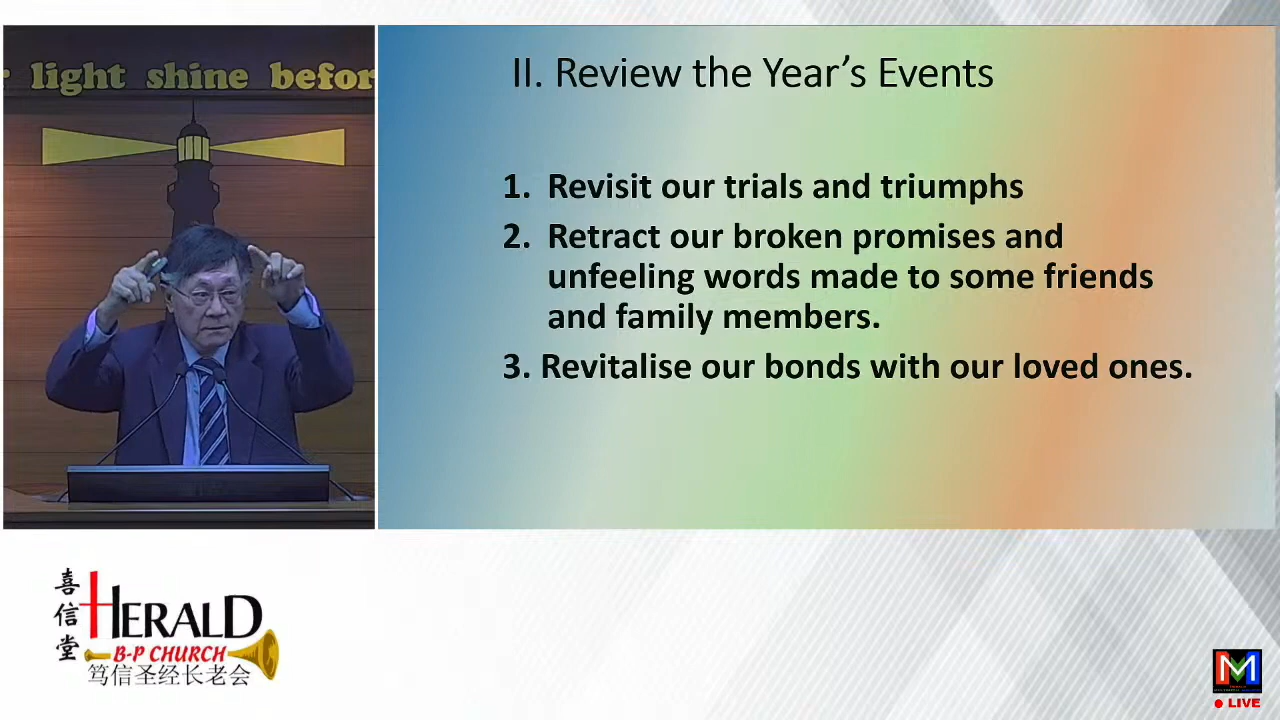 light shine befor
II. Review the Year's Events
1. Revisit our trials and triumphs
2. Retract our broken promises and
unfeeling words made to some friends
and family members.
3. Revitalise our bonds with our loved ones.
喜信堂
HERALD
B-P CHURCH
笃信圣经长老会
M
LIVE